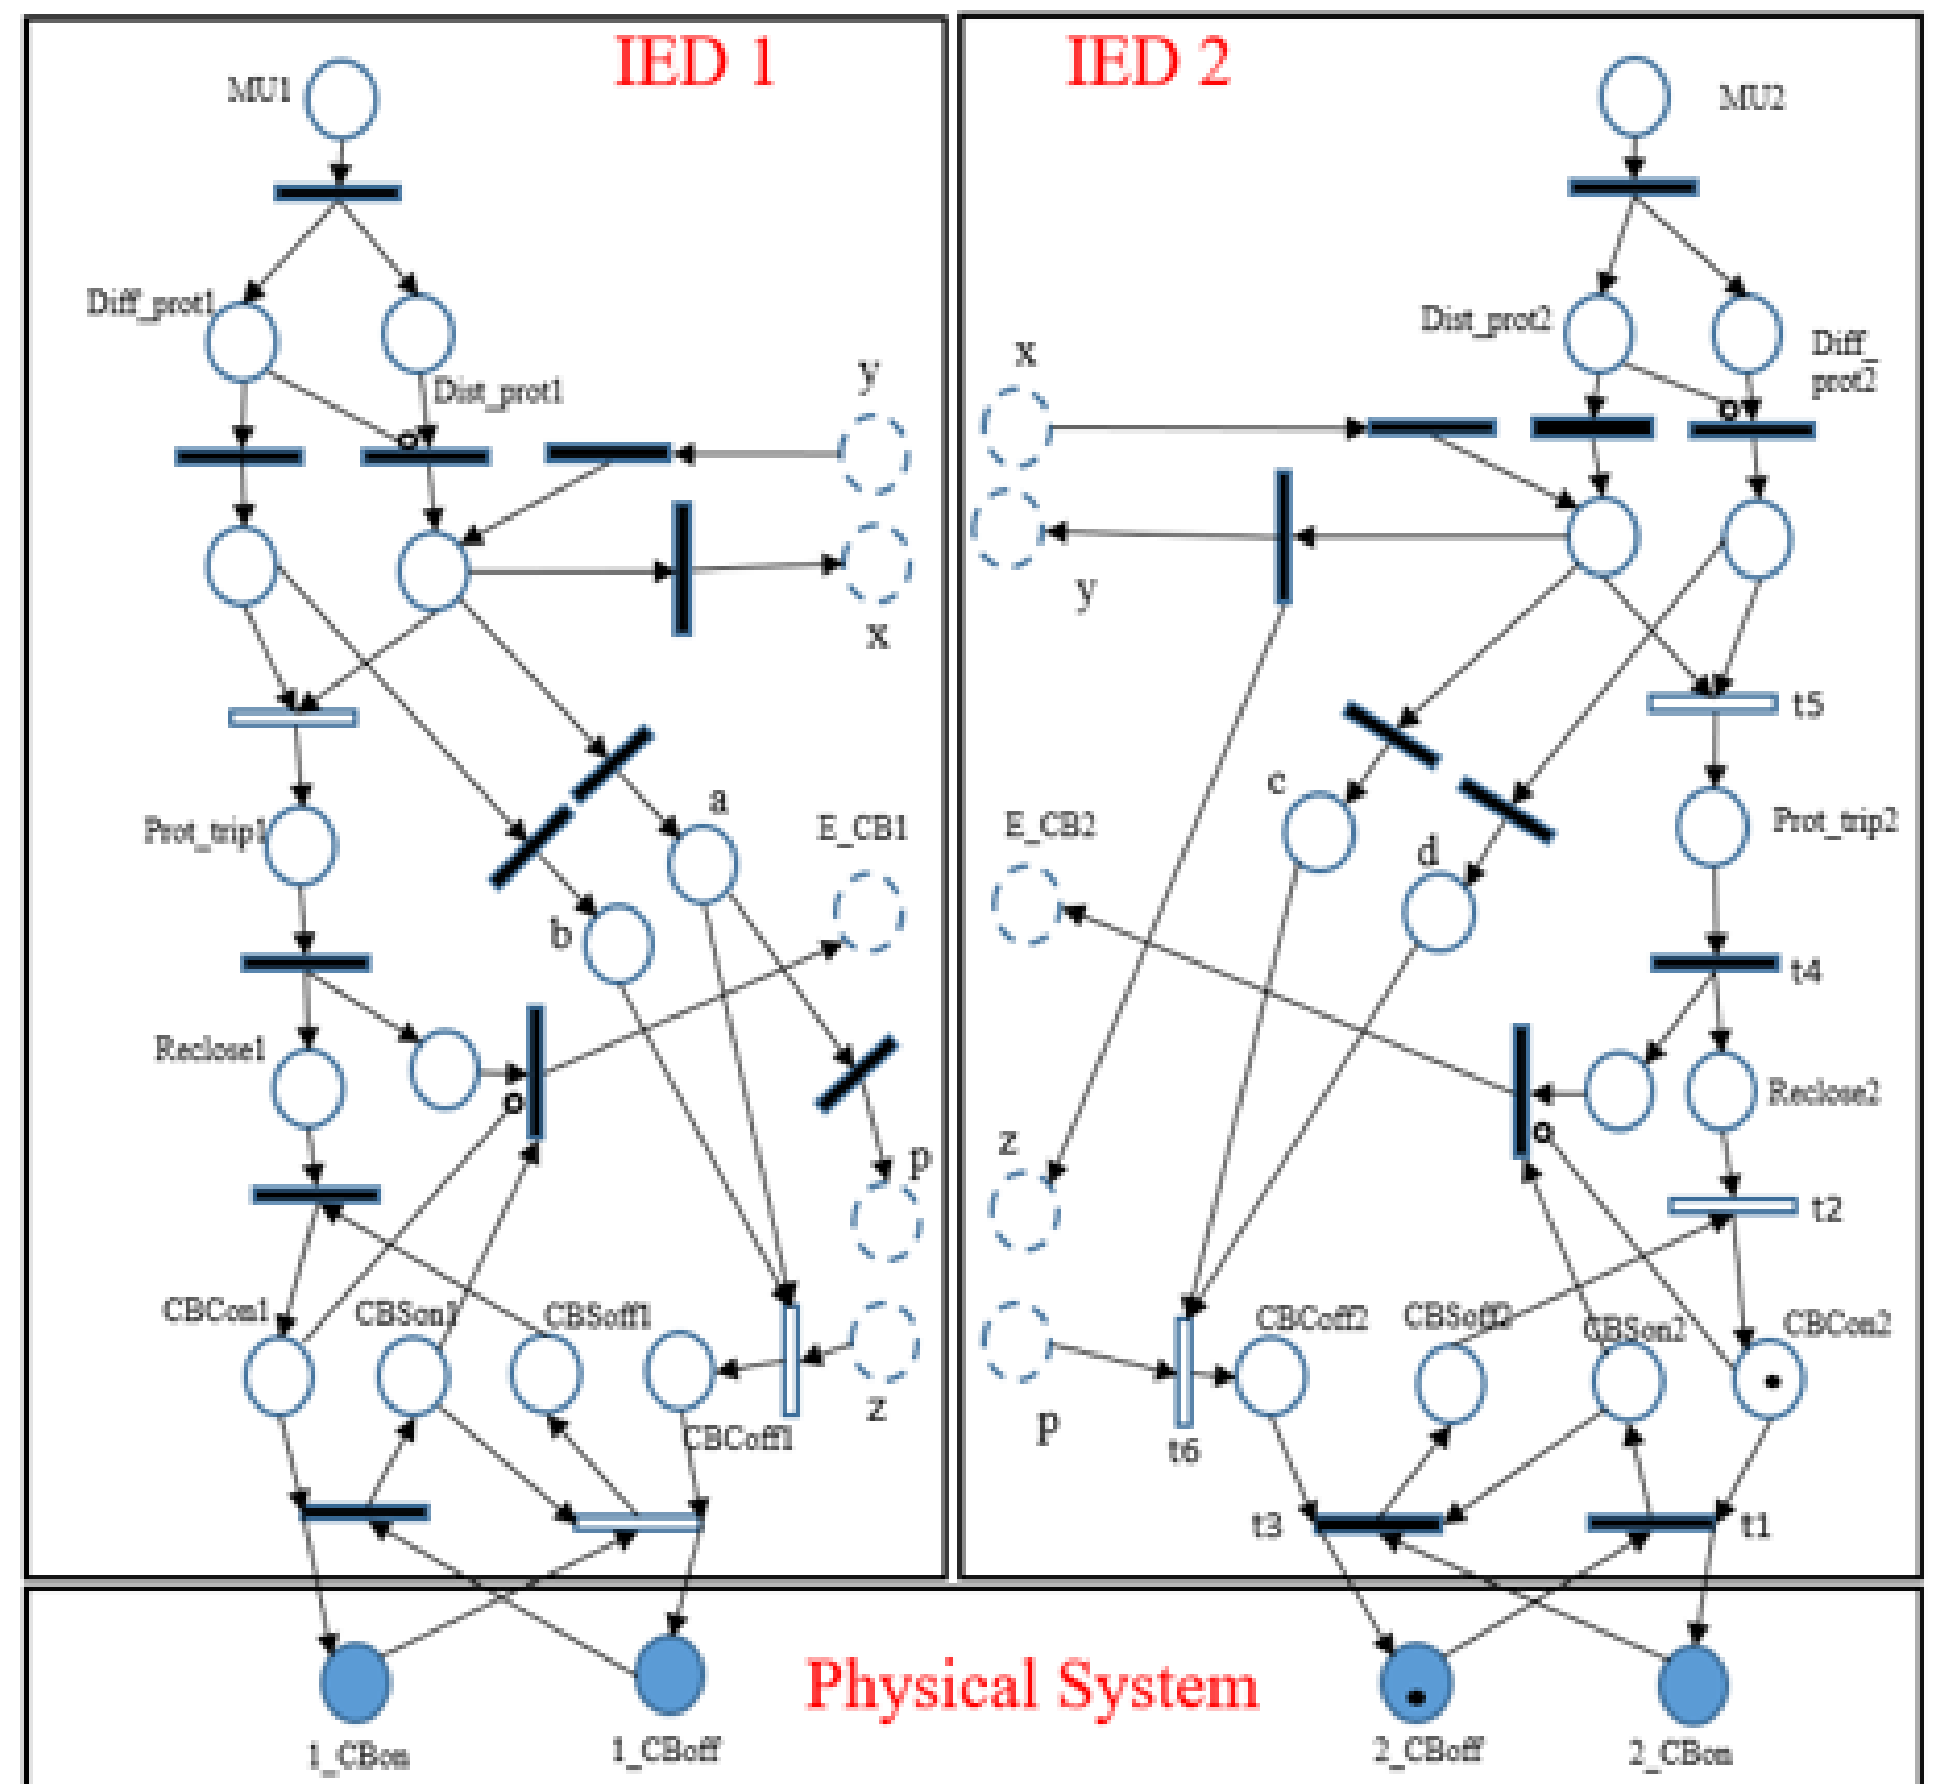 IED 1
MU1
Diff_prot1
Dist_prot1
y
x
Prot_trip1
a
E_CB1
b
Reclose1
p
CBCon1
CBSon1
CBSoff1
CBCoff1
z
IED 2
MU2
x
Dist_prot2
Diff_
prot2
y
t5
c
E_CB2
d
Prot_trip2
t4
Reclose2
z
t2
CBCoff2
CBSoff2
CBSon2
CBCon2
p
t6
t3
t1
Physical System
1_CBon
1_CBoff
2_CBoff
2_CBon